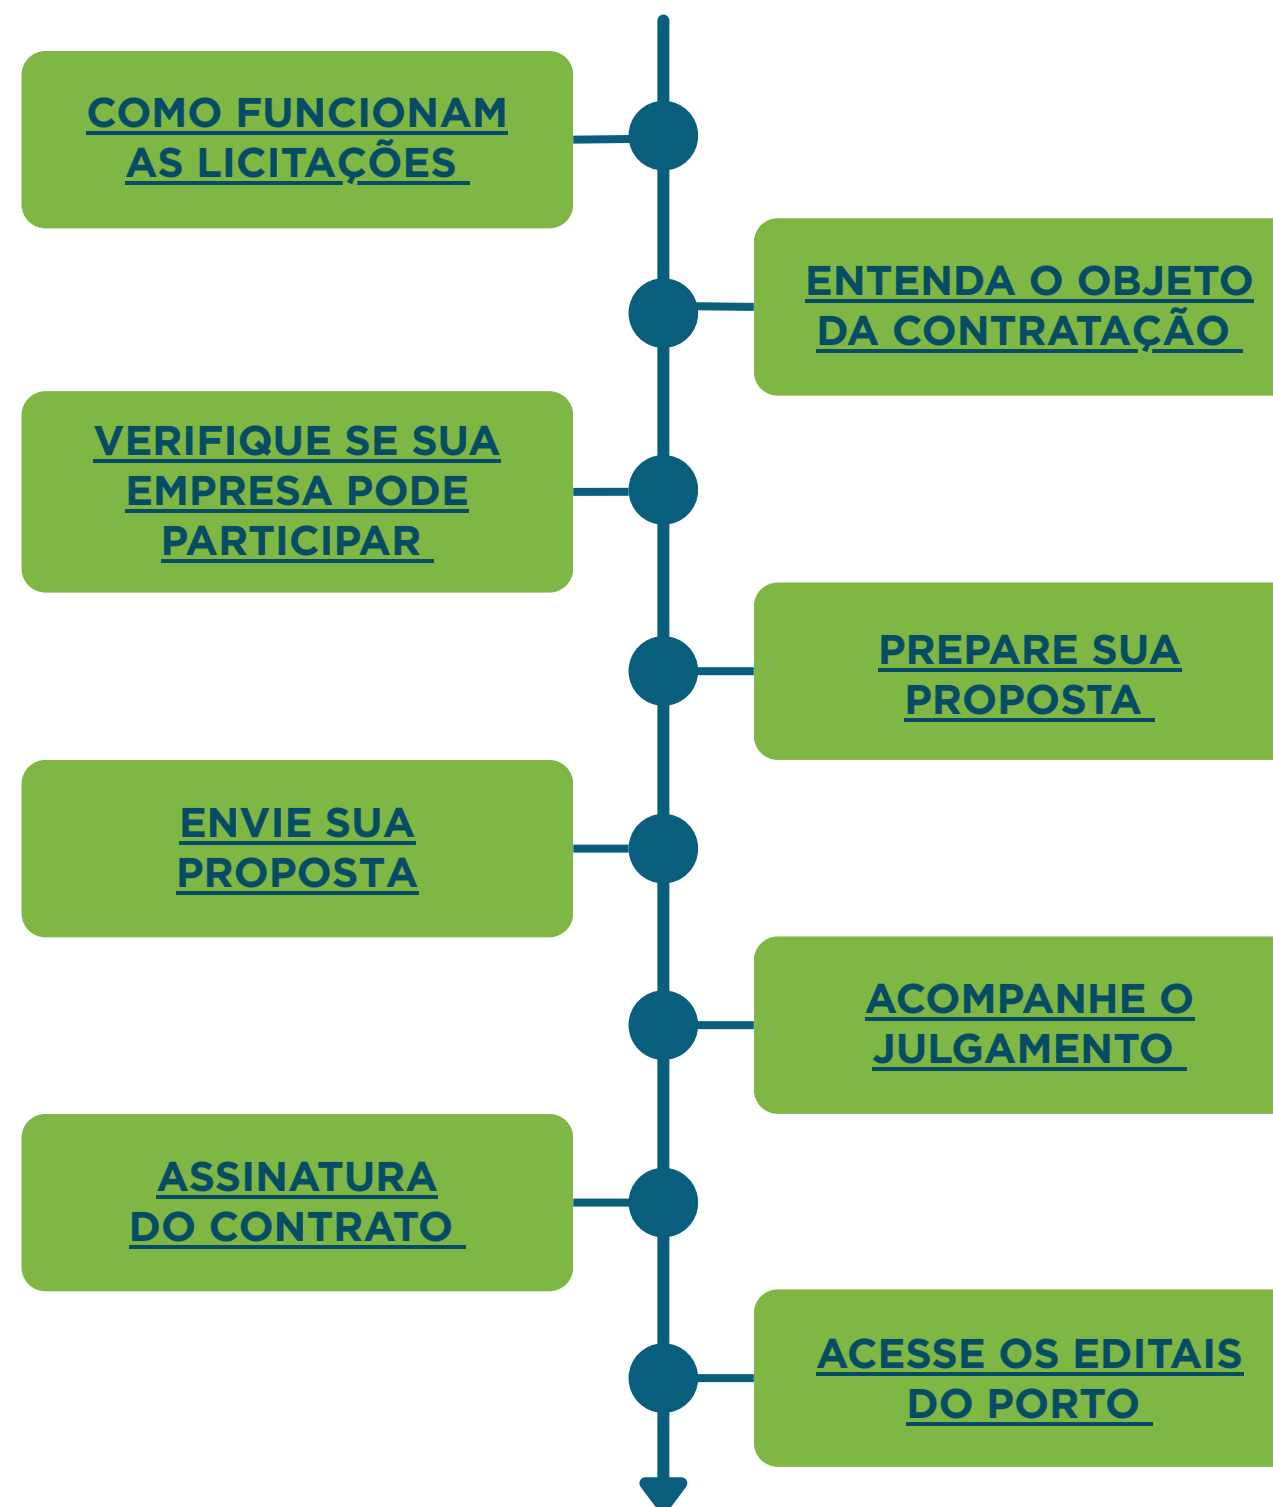 COMO FUNCIONAM
AS LICITAÇÕES
ENTENDA O OBJETO
DA CONTRATAÇÃO
VERIFIQUE SE SUA
EMPRESA PODE
PARTICIPAR
PREPARE SUA
PROPOSTA
ENVIE SUA
PROPOSTA
ACOMPANHE O
JULGAMENTO
ASSINATURA
DO CONTRATO
ACESSE OS EDITAIS
DO PORTO